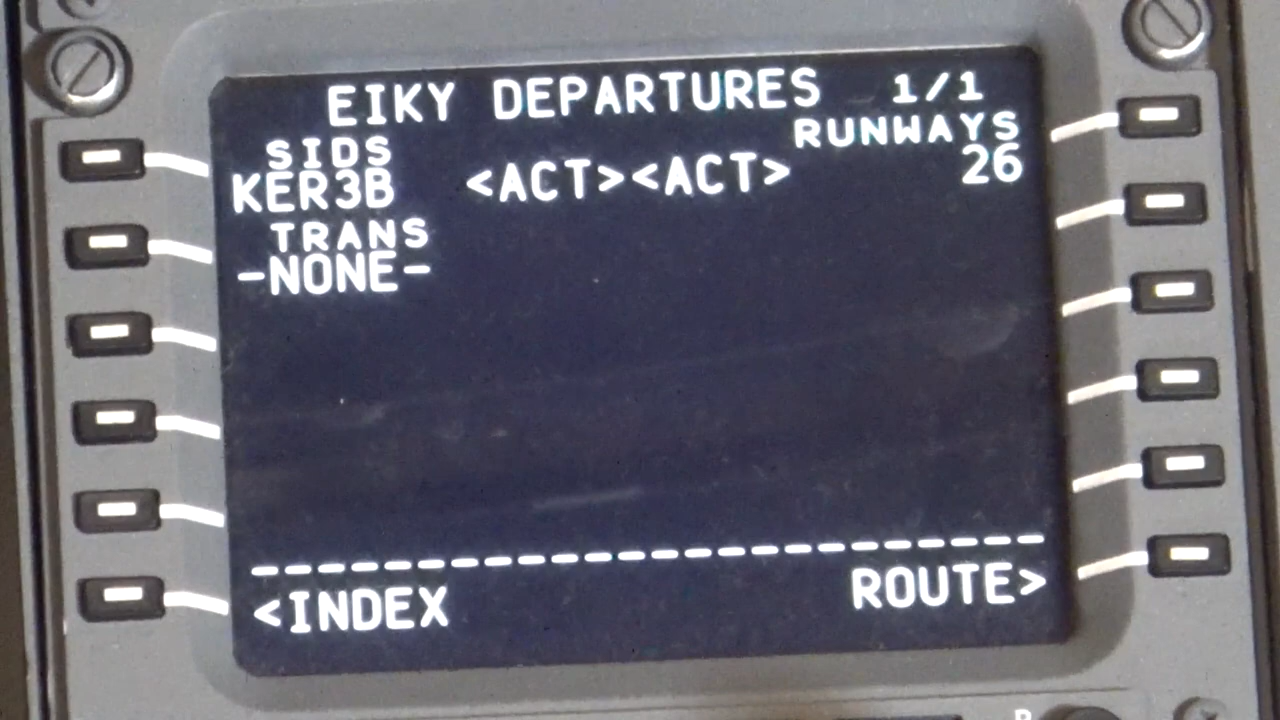 EIKY DEPARTURES 1/1
SIDS RUNWAYS
KER3B <ACT><ACT> 26
TRANS
-NONE-
------------------------
<INDEX ROUTE>